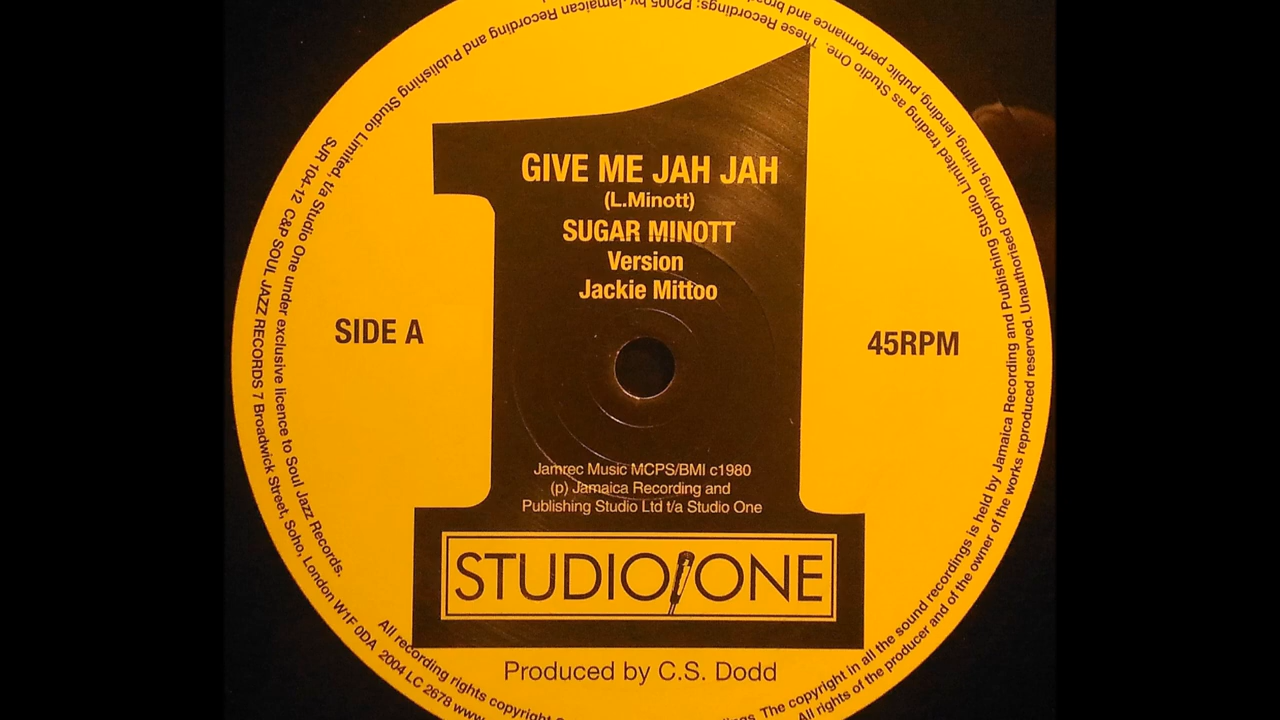 GIVE ME JAH JAH
(L.Minott)
SUGAR MINOTT
Version
Jackie Mittoo
SIDE A
45RPM
Jamrec Music MCPS/BMI c1980
(p) Jamaica Recording and
Publishing Studio Ltd t/a Studio One
STUDIO ONE
Produced by C.S. Dodd
SJR 104-12 C&P SOUL JAZZ RECORDS 7 Broadwick Street, Soho, London W1F 0DA 2004 LC 2678 www
These Recordings: P2005 by Jamaican Recording and Publishing Studio Limited, t/a Studio One under exclusive licence to Soul Jazz Records.
All recording rights copyright
The copyright in all the sound recordings is held by Jamaica Recording and Publishing Studio Limited trading as Studio One.
All rights of the producer and of the owner of the works reproduced reserved. Unauthorised copying, hiring, lending, public performance and